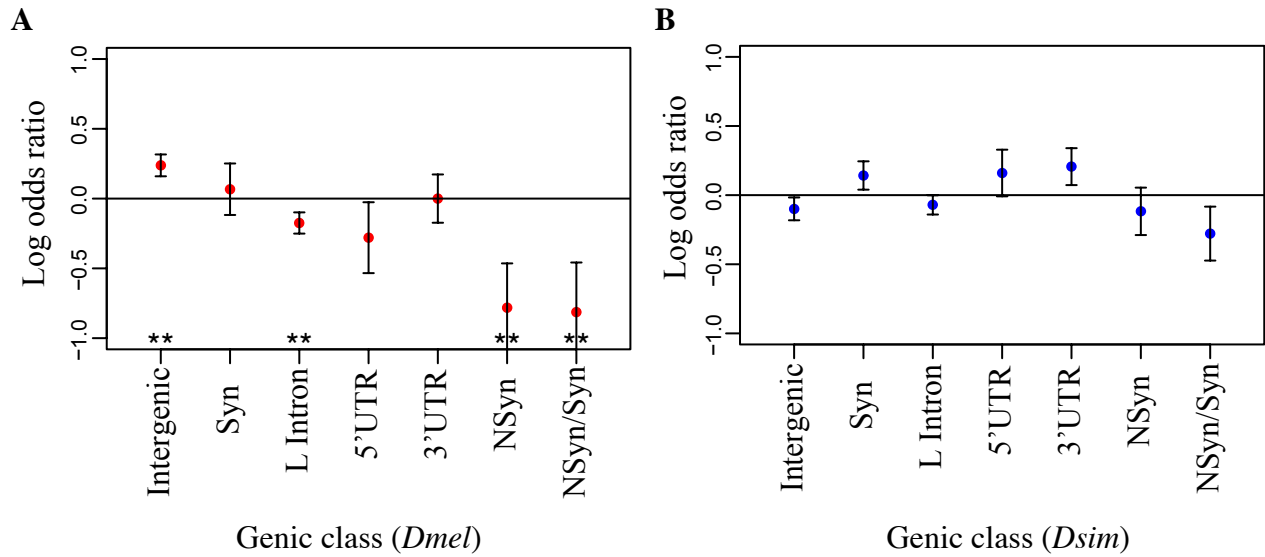 A
Log odds ratio
1.0
0.5
0.0
−0.5
−1.0
** ** ** **
Intergenic
Syn
L Intron
5’UTR
3’UTR
NSyn
NSyn/Syn
Genic class (Dmel)
B
Log odds ratio
1.0
0.5
0.0
−0.5
−1.0
Intergenic
Syn
L Intron
5’UTR
3’UTR
NSyn
NSyn/Syn
Genic class (Dsim)